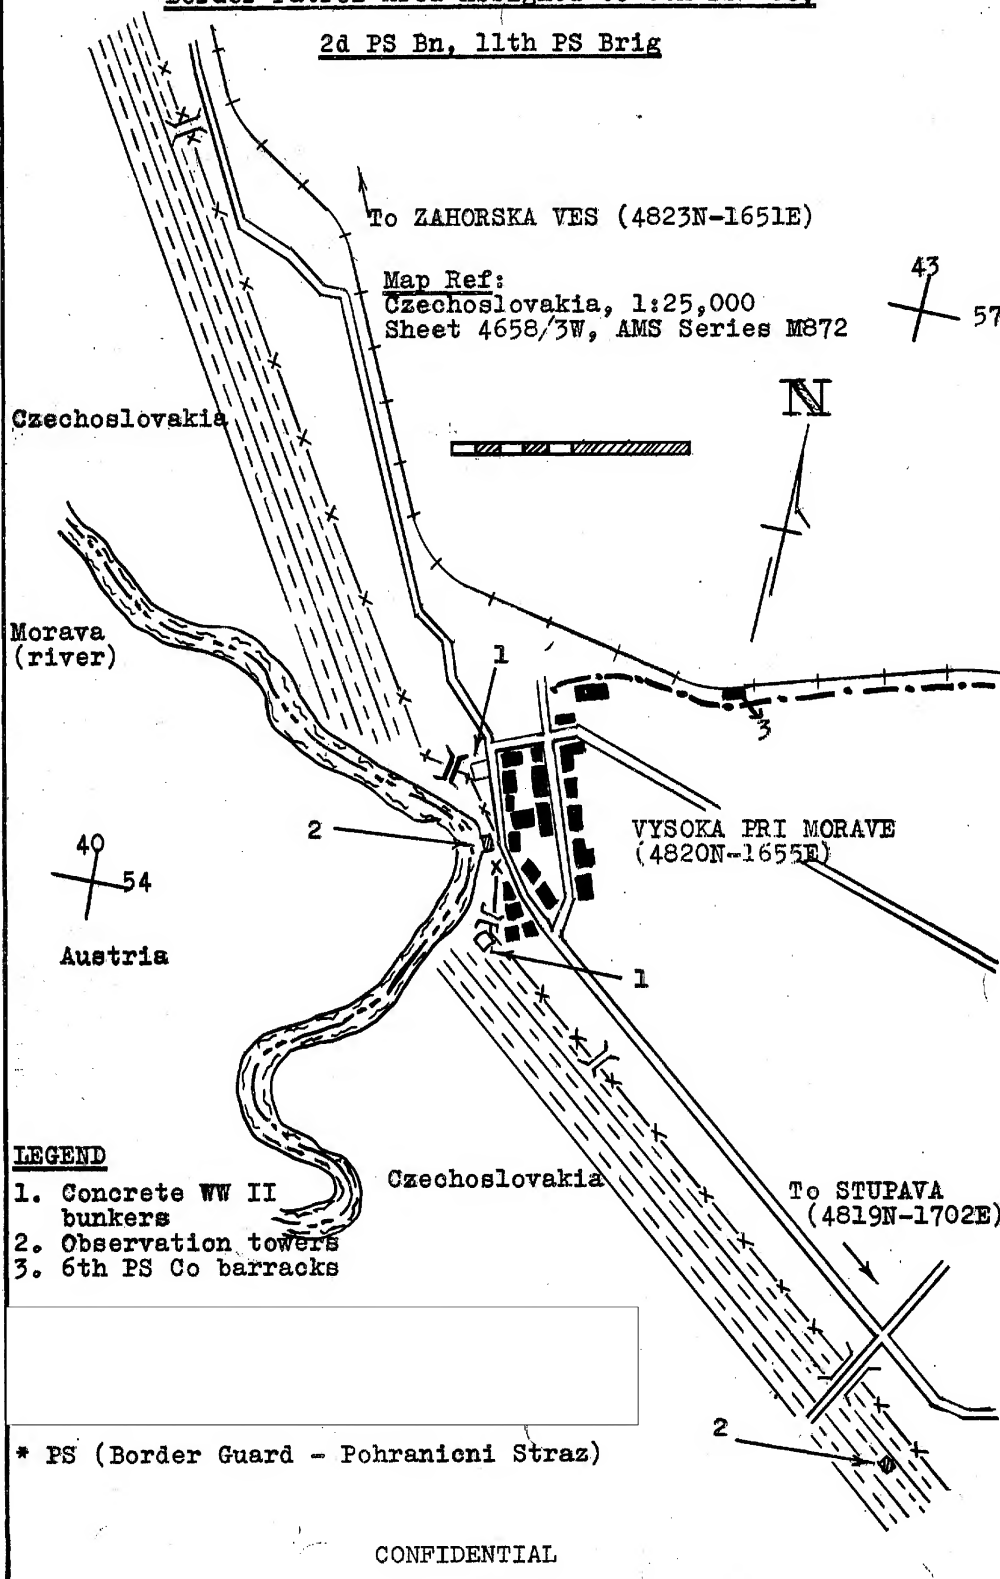 2d PS Bn, 11th PS Brig
To ZAHORSKA VES (4823N-1651E)
Map Ref:
Czechoslovakia, 1:25,000
Sheet 4658/3W, AMS Series M872
43
57
N
Czechoslovakia
Morava
(river)
1
3
2
VYSOKA PRI MORAVE
(4820N-1655E)
40
54
Austria
1
LEGEND
1. Concrete WW II
bunkers
2. Observation towers
3. 6th PS Co barracks
Czechoslovakia
To STUPAVA
(4819N-1702E)
2
* PS (Border Guard - Pohranicni Straz)
CONFIDENTIAL